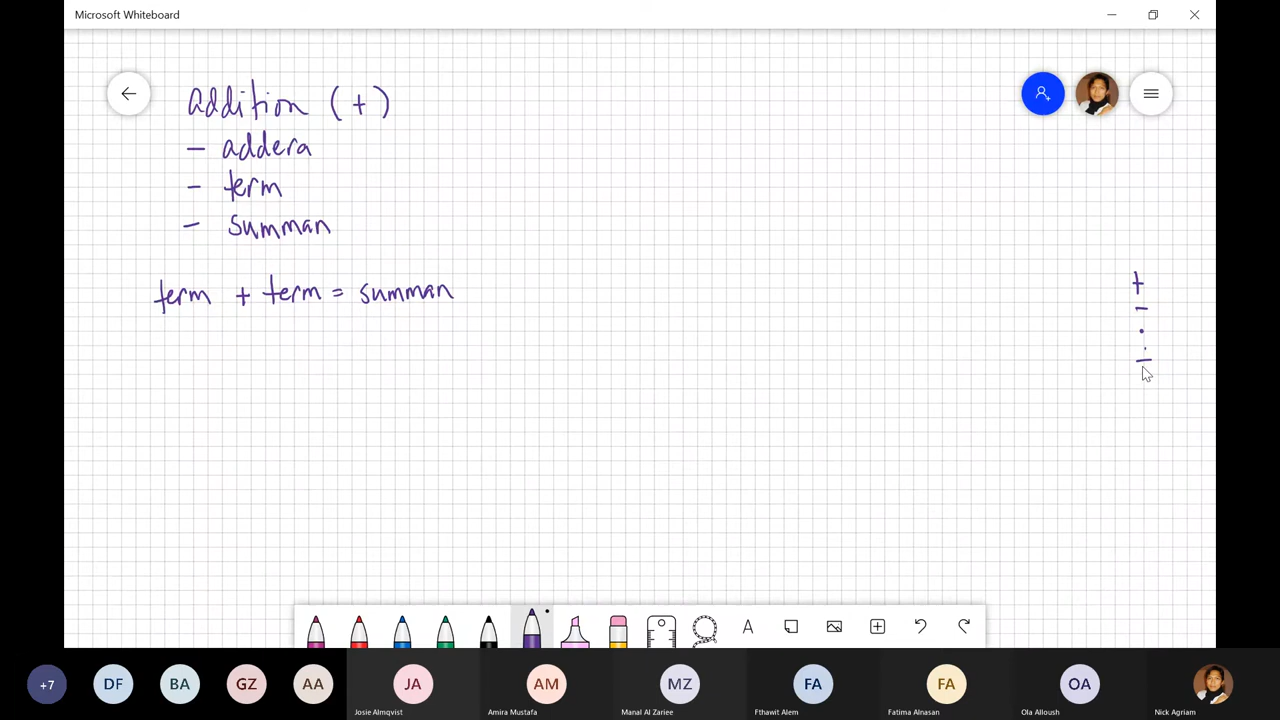 Microsoft Whiteboard
addition (+)
- addera
- term
- summan
term + term = summan
+
-
·
÷
A
+7
DF
BA
GZ
AA
JA
AM
MZ
FA
FA
OA
Josie Almqvist
Amira Mustafa
Manal Al Zariee
Fthawit Alem
Fatima Alnasan
Ola Alloush
Nick Agriam